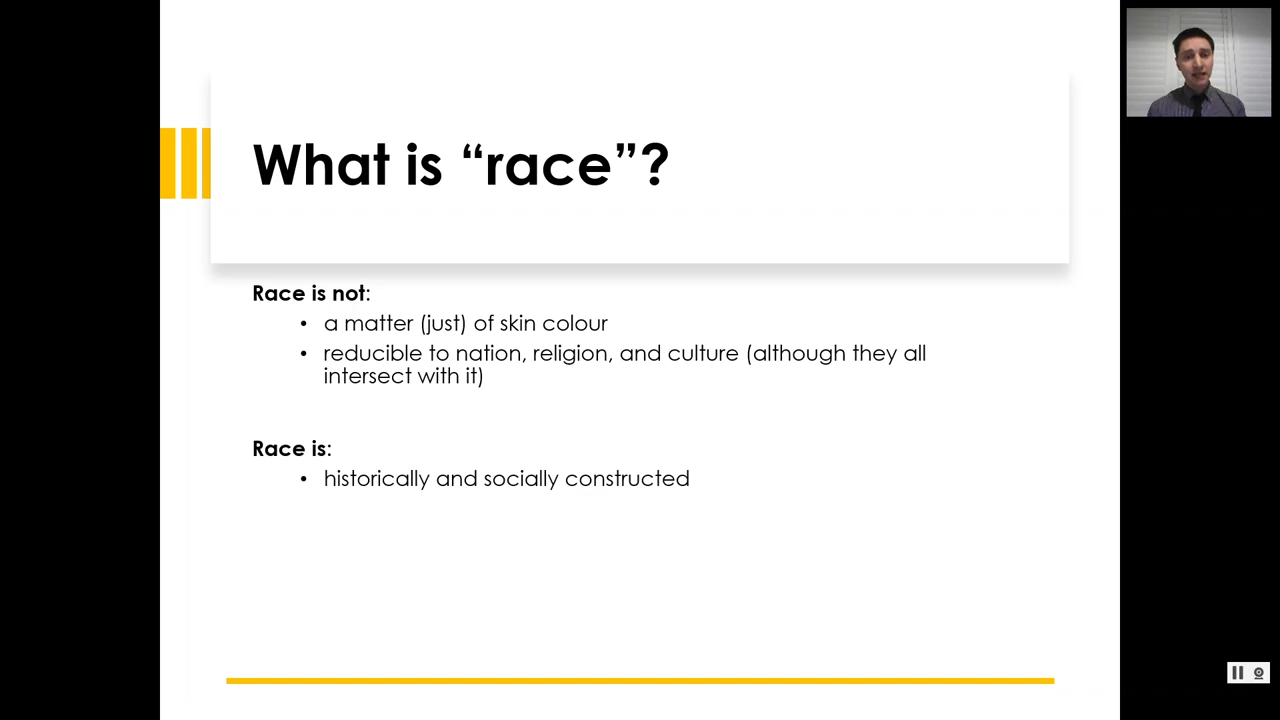 What is “race”?
Race is not:
• a matter (just) of skin colour
• reducible to nation, religion, and culture (although they all
intersect with it)
Race is:
• historically and socially constructed